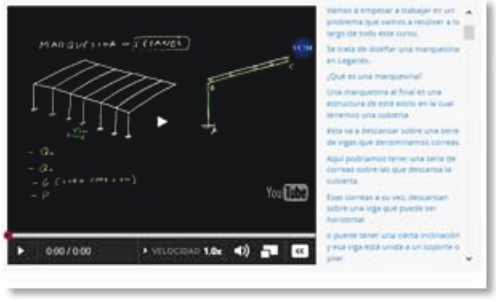 MARQUESINA - LEGANES
B
C
A
- Qn
- Qv
- P
YouTube
0:00 / 0:00
VELOCIDAD 1.0x
cc
Vamos a empezar a trabajar en un
problema que vamos a resolver a lo
largo de todo este curso.
Se trata de diseñar una marquesina
en Leganés.
¿Qué es una marquesina?
Una marquesina al final es una
estructura de este estilo en la cual
tenemos una cubierta
Esta va a descansar sobre una serie
de vigas que denominamos correas.
Aquí podríamos tener una serie de
correas sobre las que descansa la
cubierta.
Esas correas a su vez, descansan
sobre una viga que puede ser
horizontal
o puede tener una cierta inclinación
y esa viga está unida a un soporte o
pilar